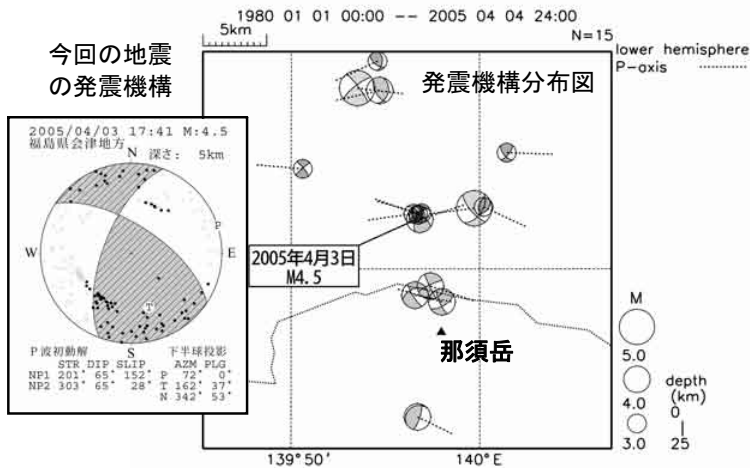 1980 01 01 00:00 -- 2005 04 04 24:00
5km
N=15
lower hemisphere
P-axis
今回の地震
の発震機構
発震機構分布図
2005/04/03 17:41 M:4.5
福島県会津地方
深さ: 5km
N
P
W
E
T
S
P波初動解
下半球投影
STR DIP SLIP
AZM PLG
NP1 201° 65° 152°
P 72° 0°
NP2 303° 65° 28°
T 162° 37°
N 342° 53°
2005年4月3日
M4.5
那須岳
M
5.0
4.0
3.0
depth
(km)
0
25
139°50'
140°E